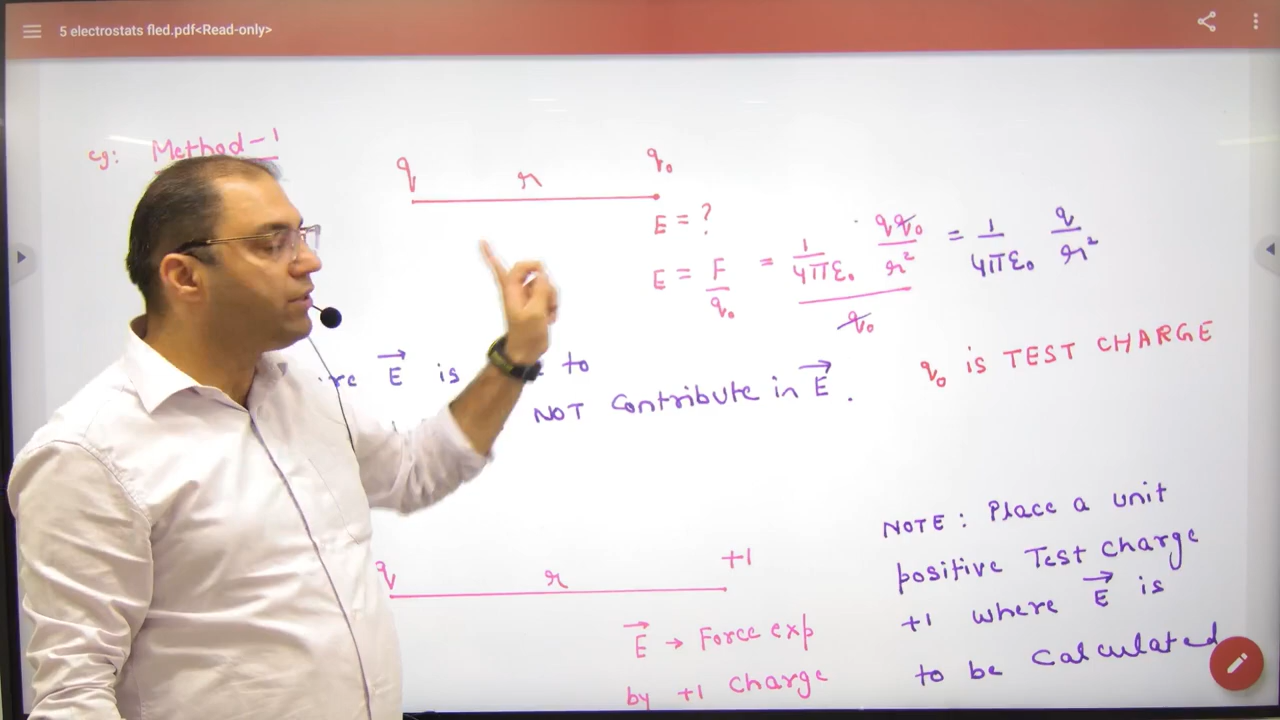 5 electrostats fled.pdf<Read-only>
eg: Method-1
q r q₀
E = ?
E = F/q₀ = (1/4πε₀ qq₀/r²)/q₀ = 1/4πε₀ q/r²
q₀ is TEST CHARGE
E⃗ is to
NOT Contribute in E⃗ .
q r +1
E⃗ → Force exp
by +1 charge
NOTE : Place a unit
positive Test charge
+1 where E⃗ is
to be calculated